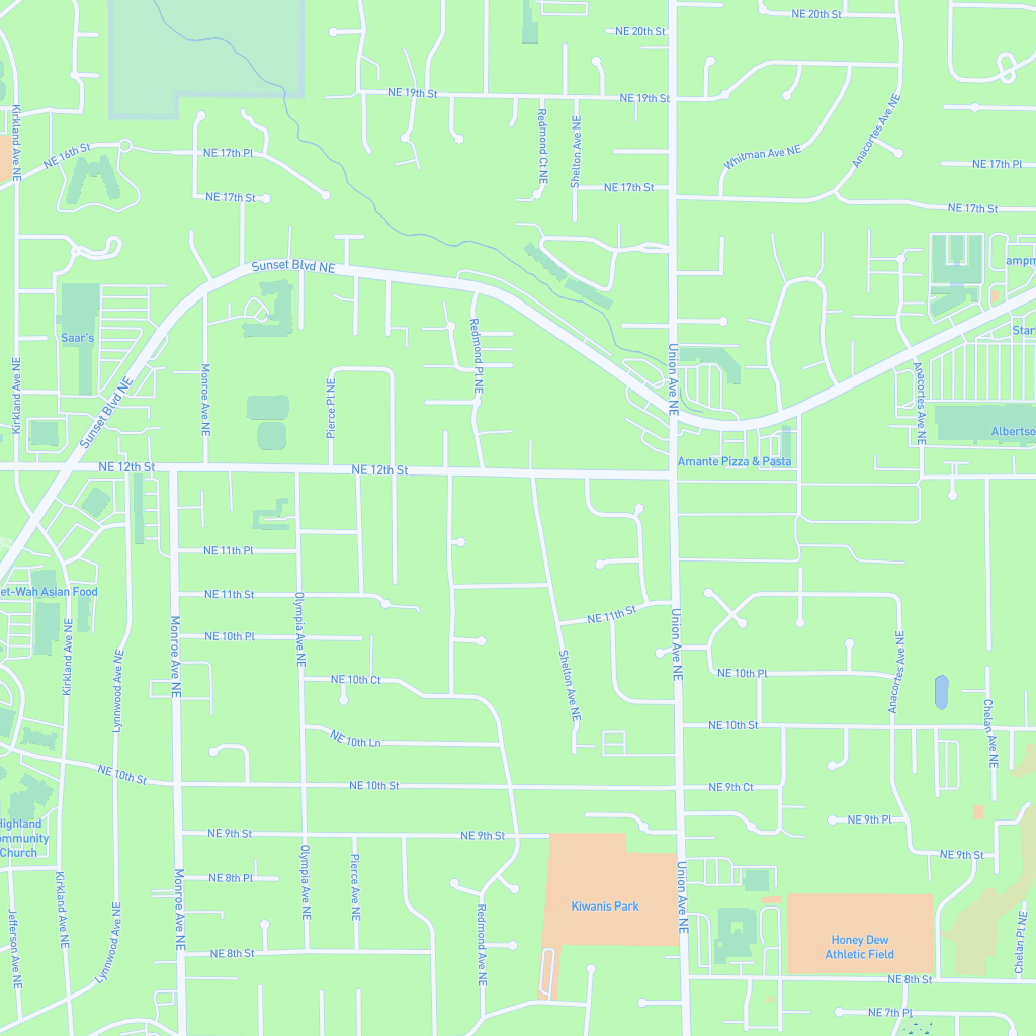 NE 20th St
NE 20th St
NE 19th St
NE 19th St
Kirkland Ave NE
Redmond Ct NE
Shelton Ave NE
Anacortes Ave NE
Whitman Ave NE
NE 16th St
NE 17th Pl
NE 17th Pl
NE 17th St
NE 17th St
NE 17th St
Sunset Blvd NE
Saar's
Redmond Pl NE
Union Ave NE
Kirkland Ave NE
Sunset Blvd NE
Monroe Ave NE
Pierce Pl NE
Anacortes Ave NE
NE 12th St
NE 12th St
Amante Pizza & Pasta
NE 11th Pl
NE 11th St
NE 11th St
Asian Food
Kirkland Ave NE
Lynnwood Ave NE
Monroe Ave NE
Olympia Ave NE
NE 10th Pl
NE 10th Ct
NE 10th Ln
Shelton Ave NE
Union Ave NE
NE 10th Pl
Anacortes Ave NE
Chelan Ave NE
NE 10th St
NE 10th St
NE 10th St
NE 9th Ct
Highland
Community
Church
NE 9th St
NE 9th St
NE 9th Pl
NE 9th St
NE 8th Pl
Kirkland Ave NE
Jefferson Ave NE
Lynnwood Ave NE
Monroe Ave NE
Olympia Ave NE
Pierce Ave NE
Redmond Ave NE
Kiwanis Park
Union Ave NE
Honey Dew
Athletic Field
Chelan Pl NE
NE 8th St
NE 8th St
NE 7th Pl